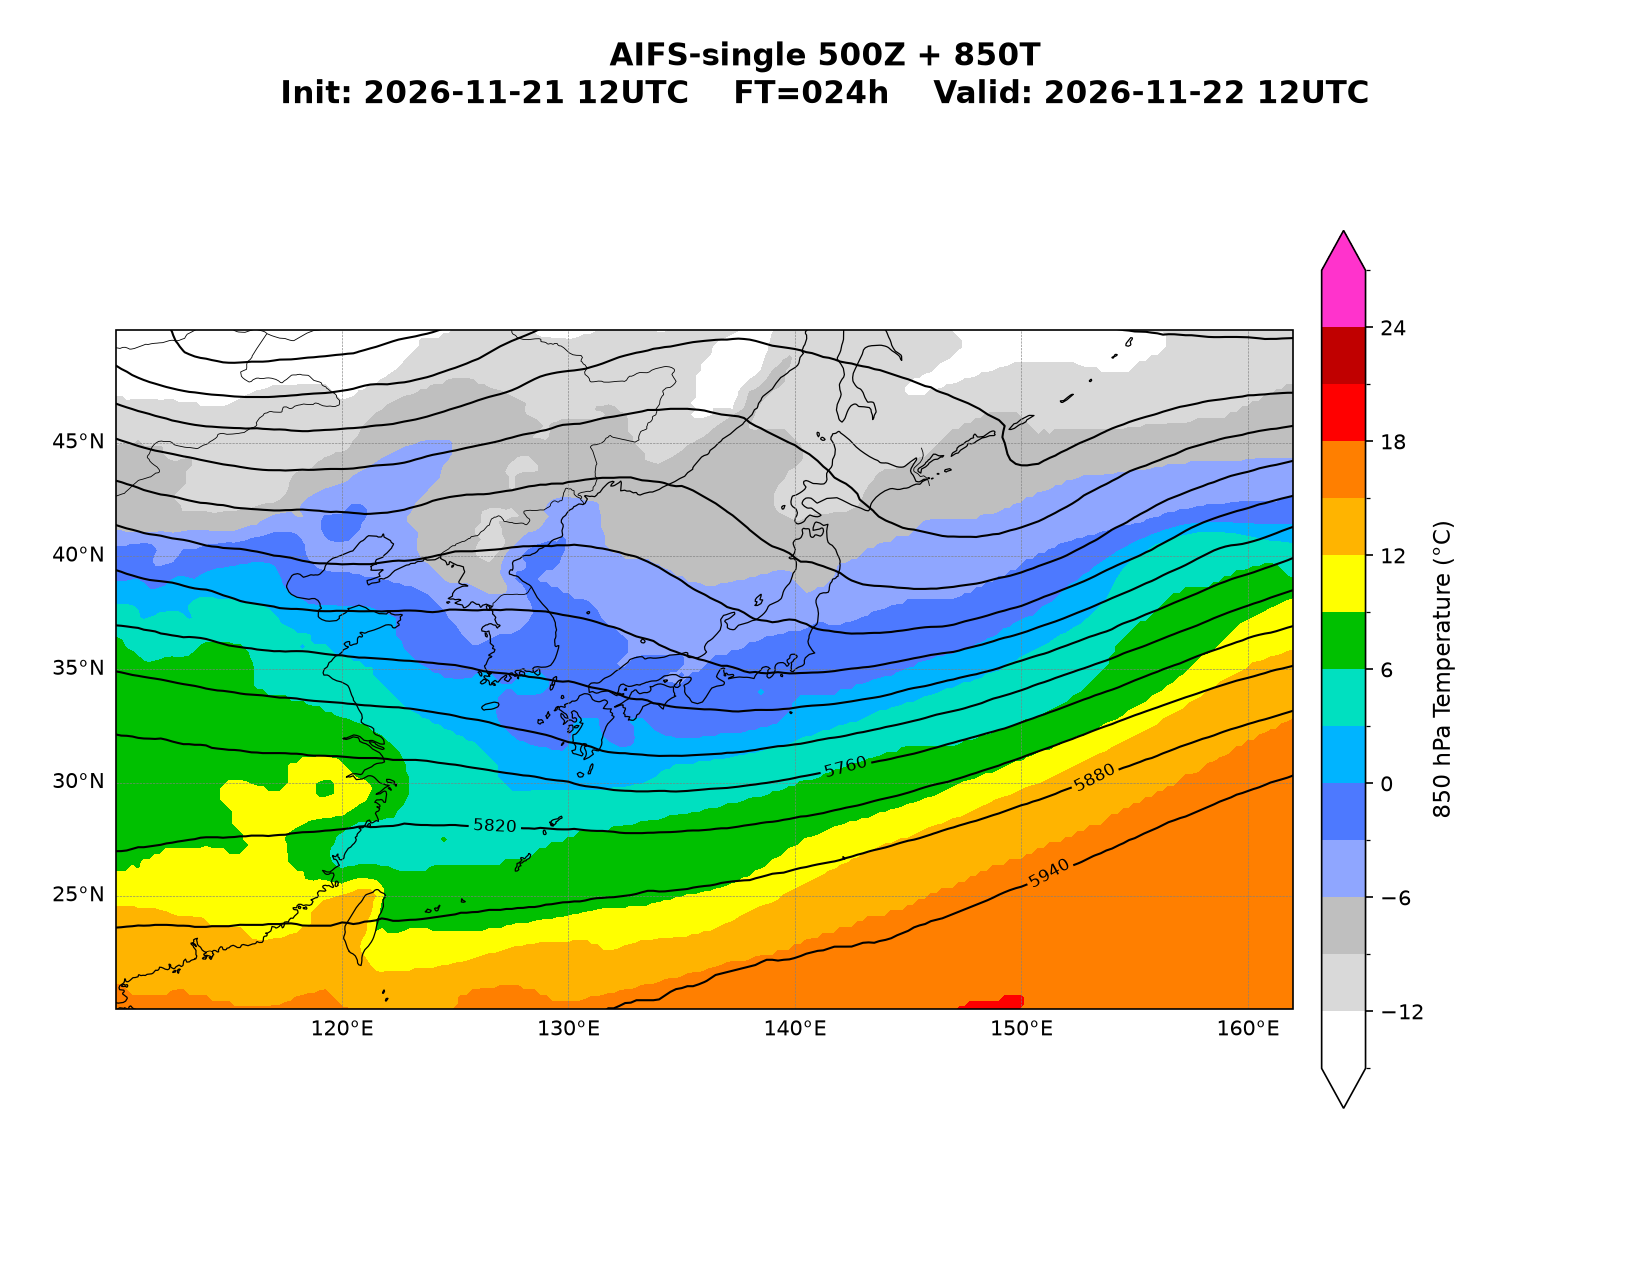 AIFS-single 500Z + 850T
Init: 2026-11-21 12UTC    FT=024h    Valid: 2026-11-22 12UTC
24
18
12
6
0
−6
−12
850 hPa Temperature (°C)
45°N
40°N
35°N
30°N
25°N
5760
5880
5820
5940
120°E
130°E
140°E
150°E
160°E